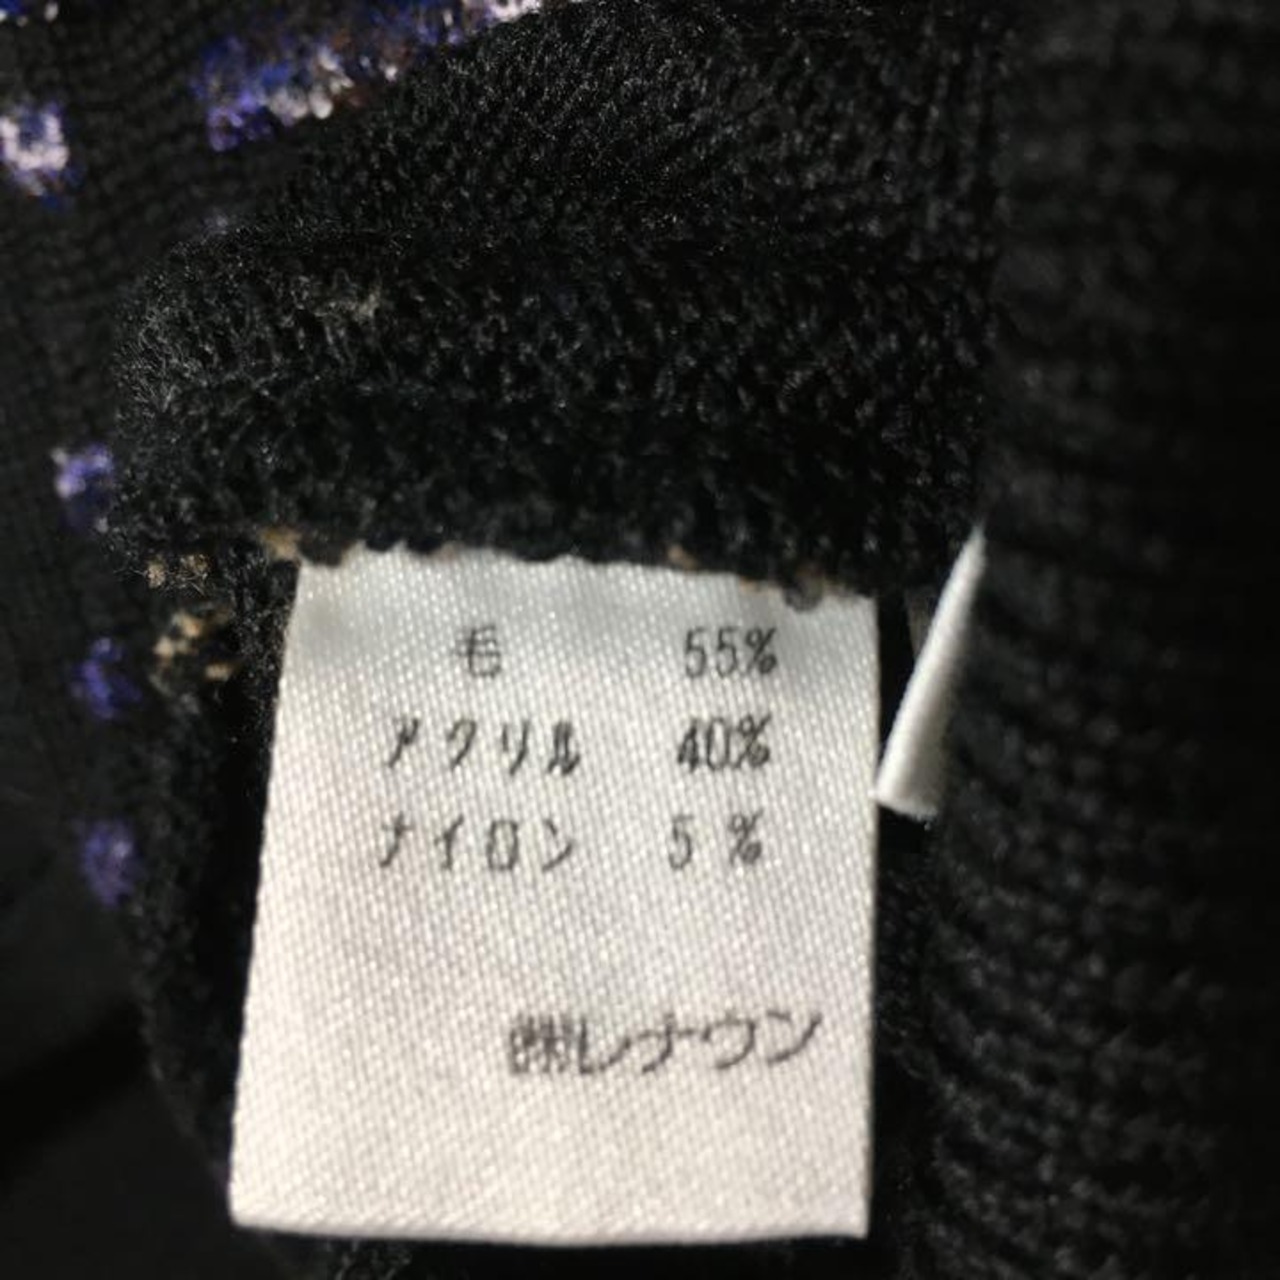 毛 55%
アクリル 40%
ナイロン 5%
㈱レナウン